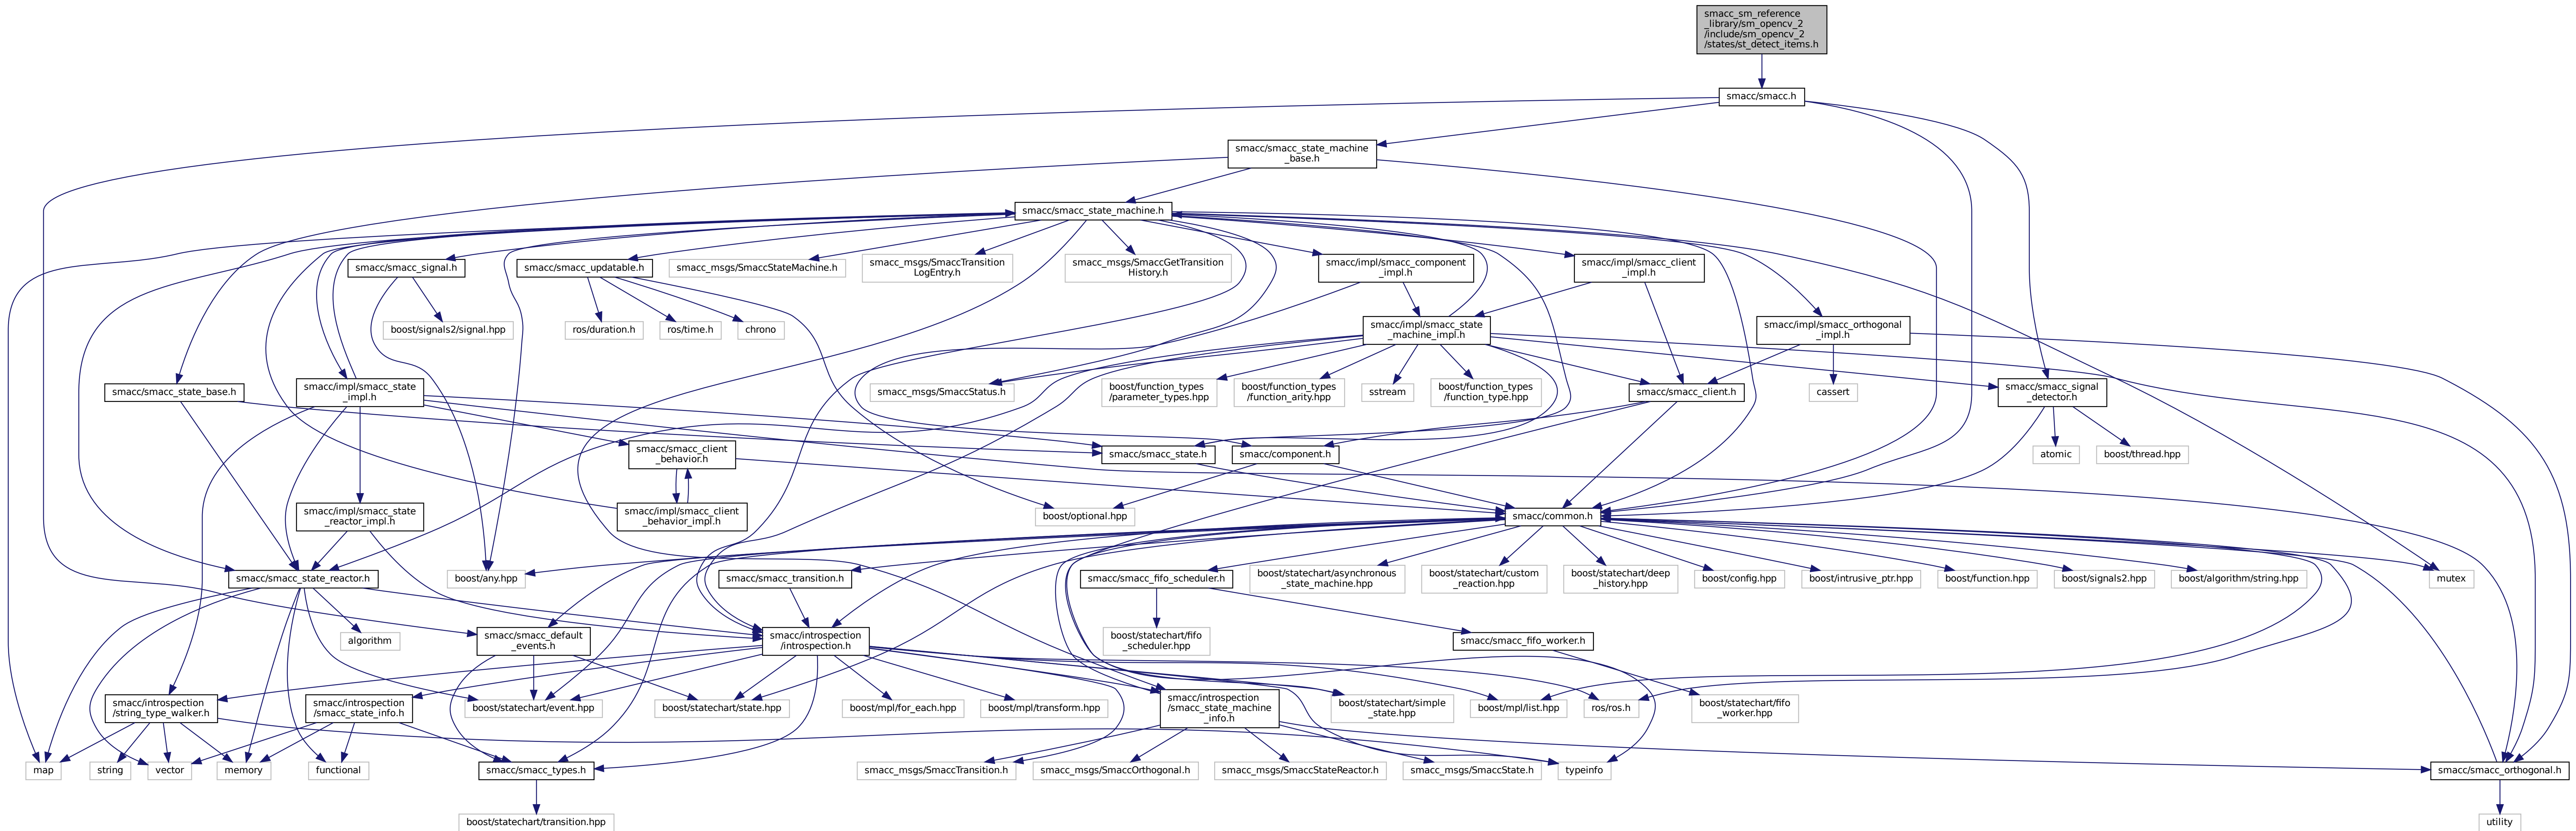 smacc_sm_reference
_library/sm_opencv_2
/include/sm_opencv_2
/states/st_detect_items.h
smacc/smacc.h
smacc/smacc_state_machine
_base.h
smacc/smacc_state_machine.h
smacc/smacc_signal.h
smacc/smacc_updatable.h
smacc_msgs/SmaccStateMachine.h
smacc_msgs/SmaccTransition
LogEntry.h
smacc_msgs/SmaccGetTransition
History.h
smacc/impl/smacc_component
_impl.h
smacc/impl/smacc_client
_impl.h
boost/signals2/signal.hpp
ros/duration.h
ros/time.h
chrono
smacc/impl/smacc_state
_machine_impl.h
smacc/impl/smacc_orthogonal
_impl.h
smacc/smacc_state_base.h
smacc/impl/smacc_state
_impl.h
smacc_msgs/SmaccStatus.h
boost/function_types
/parameter_types.hpp
boost/function_types
/function_arity.hpp
sstream
boost/function_types
/function_type.hpp
smacc/smacc_client.h
cassert
smacc/smacc_signal
_detector.h
smacc/smacc_client
_behavior.h
smacc/smacc_state.h
smacc/component.h
atomic
boost/thread.hpp
smacc/impl/smacc_state
_reactor_impl.h
smacc/impl/smacc_client
_behavior_impl.h
boost/optional.hpp
smacc/common.h
smacc/smacc_state_reactor.h
boost/any.hpp
smacc/smacc_transition.h
smacc/smacc_fifo_scheduler.h
boost/statechart/asynchronous
_state_machine.hpp
boost/statechart/custom
_reaction.hpp
boost/statechart/deep
_history.hpp
boost/config.hpp
boost/intrusive_ptr.hpp
boost/function.hpp
boost/signals2.hpp
boost/algorithm/string.hpp
mutex
algorithm
smacc/smacc_default
_events.h
smacc/introspection
/introspection.h
boost/statechart/fifo
_scheduler.hpp
smacc/smacc_fifo_worker.h
smacc/introspection
/string_type_walker.h
smacc/introspection
/smacc_state_info.h
boost/statechart/event.hpp
boost/statechart/state.hpp
boost/mpl/for_each.hpp
boost/mpl/transform.hpp
smacc/introspection
/smacc_state_machine
_info.h
boost/statechart/simple
_state.hpp
boost/mpl/list.hpp
ros/ros.h
boost/statechart/fifo
_worker.hpp
map
string
vector
memory
functional
smacc/smacc_types.h
smacc_msgs/SmaccTransition.h
smacc_msgs/SmaccOrthogonal.h
smacc_msgs/SmaccStateReactor.h
smacc_msgs/SmaccState.h
typeinfo
smacc/smacc_orthogonal.h
boost/statechart/transition.hpp
utility